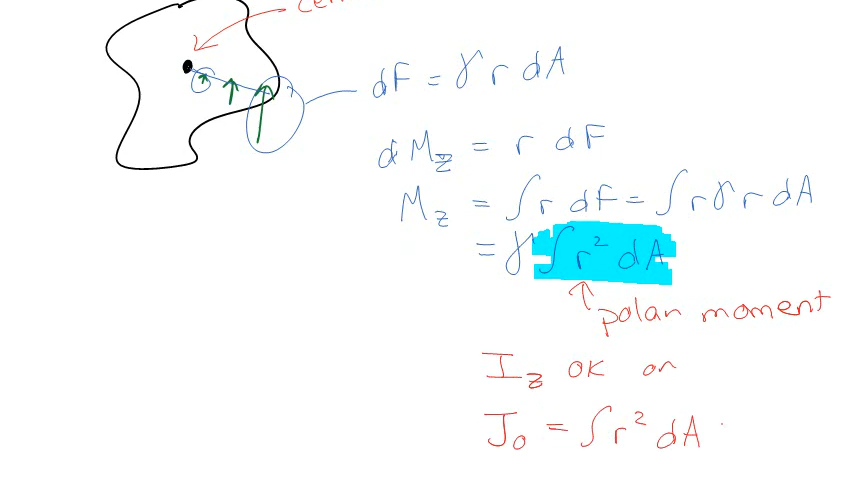 dF = γ r dA
dM_z = r dF
M_z = ∫ r dF = ∫ r γ r dA
= γ ∫ r² dA
polar moment
I_z OK or
J_o = ∫ r² dA